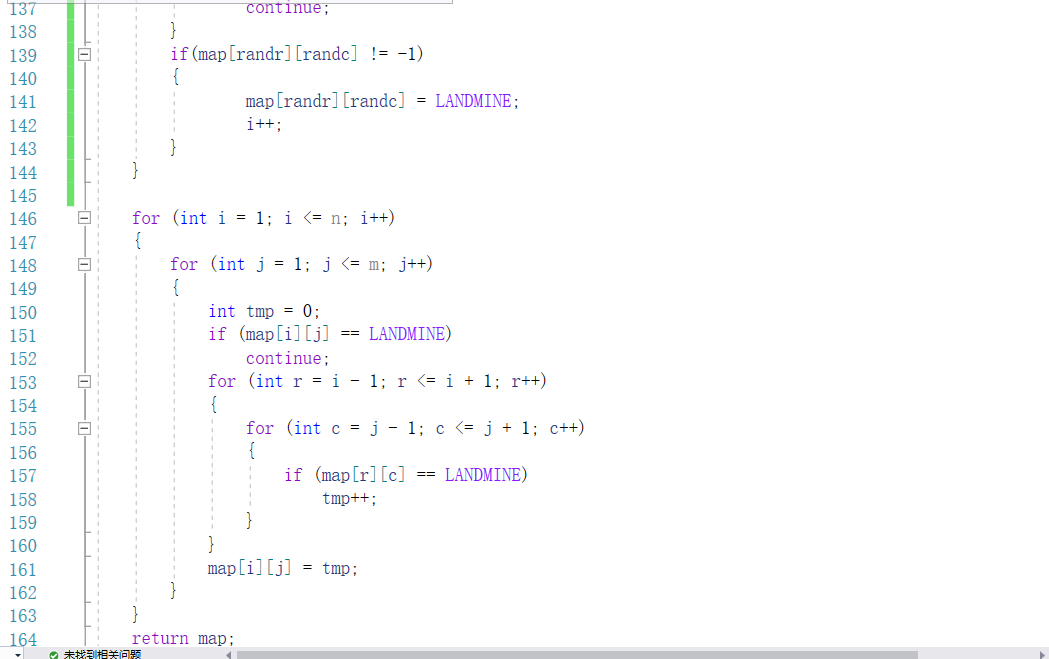 137 continue;
138 }
139 if(map[randr][randc] != -1)
140 {
141 map[randr][randc] = LANDMINE;
142 i++;
143 }
144 }
145
146 for (int i = 1; i <= n; i++)
147 {
148 for (int j = 1; j <= m; j++)
149 {
150 int tmp = 0;
151 if (map[i][j] == LANDMINE)
152 continue;
153 for (int r = i - 1; r <= i + 1; r++)
154 {
155 for (int c = j - 1; c <= j + 1; c++)
156 {
157 if (map[r][c] == LANDMINE)
158 tmp++;
159 }
160 }
161 map[i][j] = tmp;
162 }
163 }
164 return map;
未找到相关问题